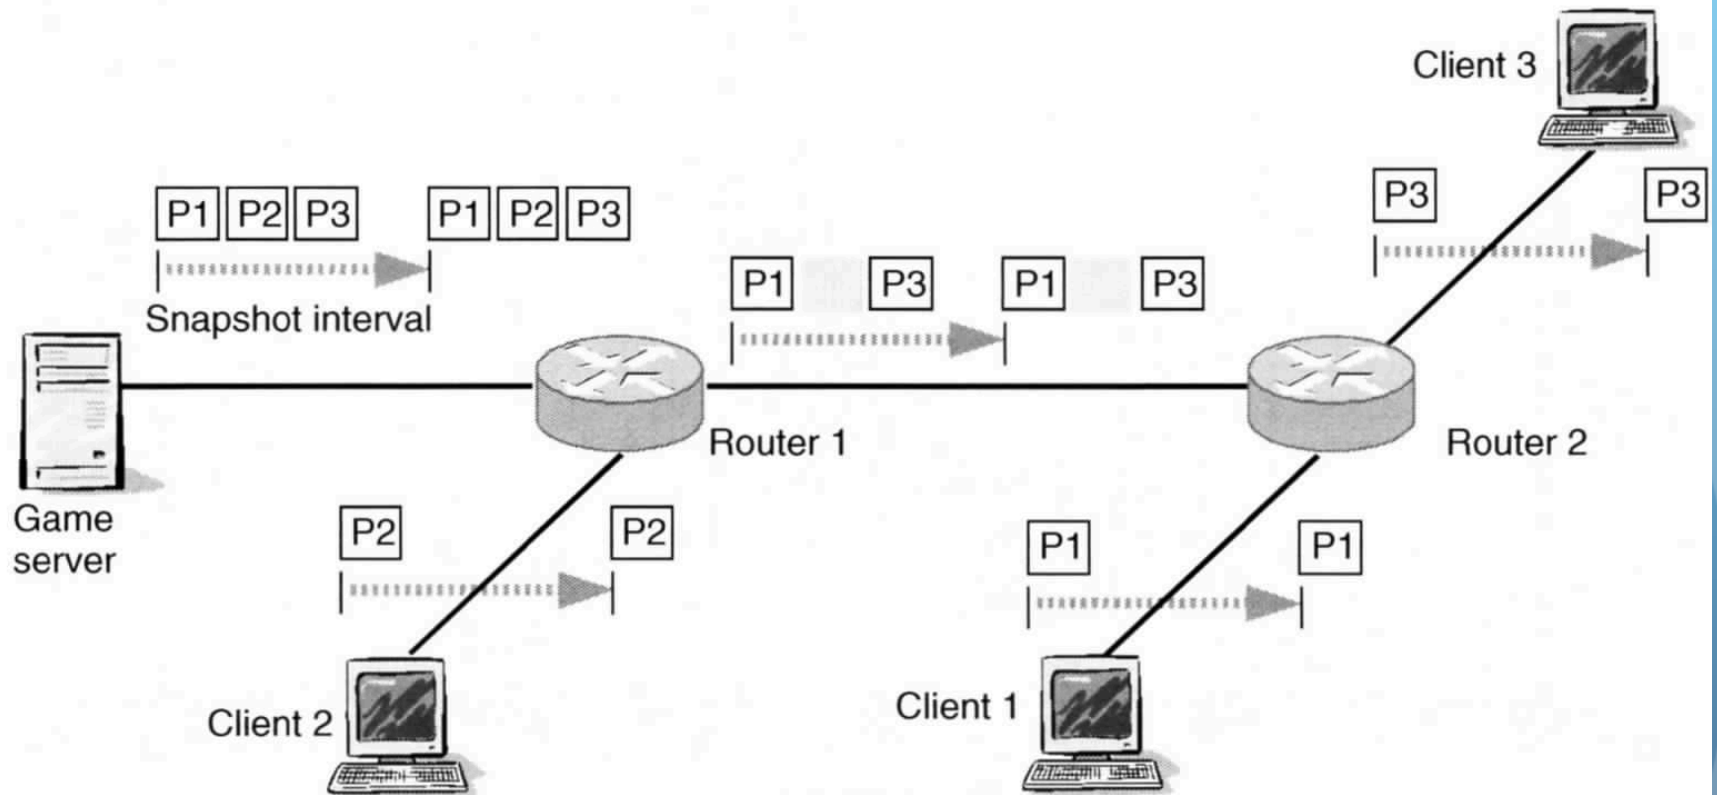 Client 3
P1 P2 P3 P1 P2 P3
P3 P3
P1 P3 P1 P3
Snapshot interval
Router 1
Router 2
Game
server
P2 P2
P1 P1
Client 2
Client 1